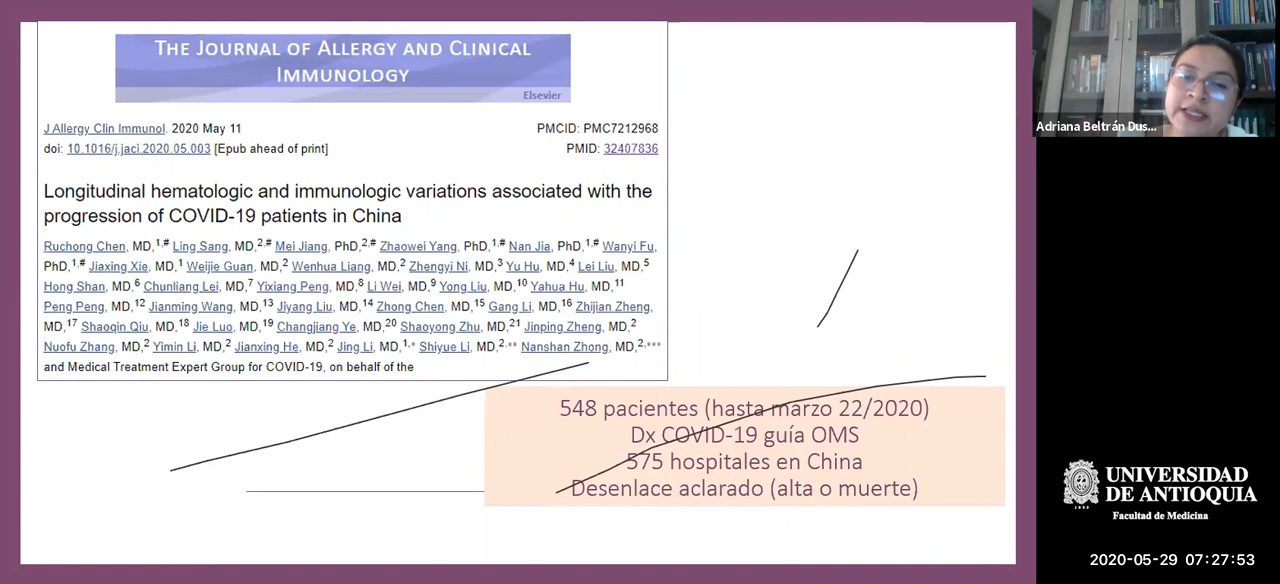 THE JOURNAL OF ALLERGY AND CLINICAL
IMMUNOLOGY
Elsevier
J Allergy Clin Immunol. 2020 May 11
PMCID: PMC7212968
doi: 10.1016/j.jaci.2020.05.003 [Epub ahead of print]
PMID: 32407836
Longitudinal hematologic and immunologic variations associated with the
progression of COVID-19 patients in China
Ruchong Chen, MD,1,# Ling Sang, MD,2,# Mei Jiang, PhD,2,# Zhaowei Yang, PhD,1,# Nan Jia, PhD,1,# Wanyi Fu,
PhD,1,# Jiaxing Xie, MD,1 Weijie Guan, MD,2 Wenhua Liang, MD,2 Zhengyi Ni, MD,3 Yu Hu, MD,4 Lei Liu, MD,5
Hong Shan, MD,6 Chunliang Lei, MD,7 Yixiang Peng, MD,8 Li Wei, MD,9 Yong Liu, MD,10 Yahua Hu, MD,11
Peng Peng, MD,12 Jianming Wang, MD,13 Jiyang Liu, MD,14 Zhong Chen, MD,15 Gang Li, MD,16 Zhijian Zheng,
MD,17 Shaoqin Qiu, MD,18 Jie Luo, MD,19 Changjiang Ye, MD,20 Shaoyong Zhu, MD,21 Jinping Zheng, MD,2
Nuofu Zhang, MD,2 Yimin Li, MD,2 Jianxing He, MD,2 Jing Li, MD,1,* Shiyue Li, MD,2,** Nanshan Zhong, MD,2,***
and Medical Treatment Expert Group for COVID-19, on behalf of the
548 pacientes (hasta marzo 22/2020)
Dx COVID-19 guía OMS
575 hospitales en China
Desenlace aclarado (alta o muerte)
Adriana Beltrán Dus...
UNIVERSIDAD
DE ANTIOQUIA
Facultad de Medicina
2020-05-29 07:27:53